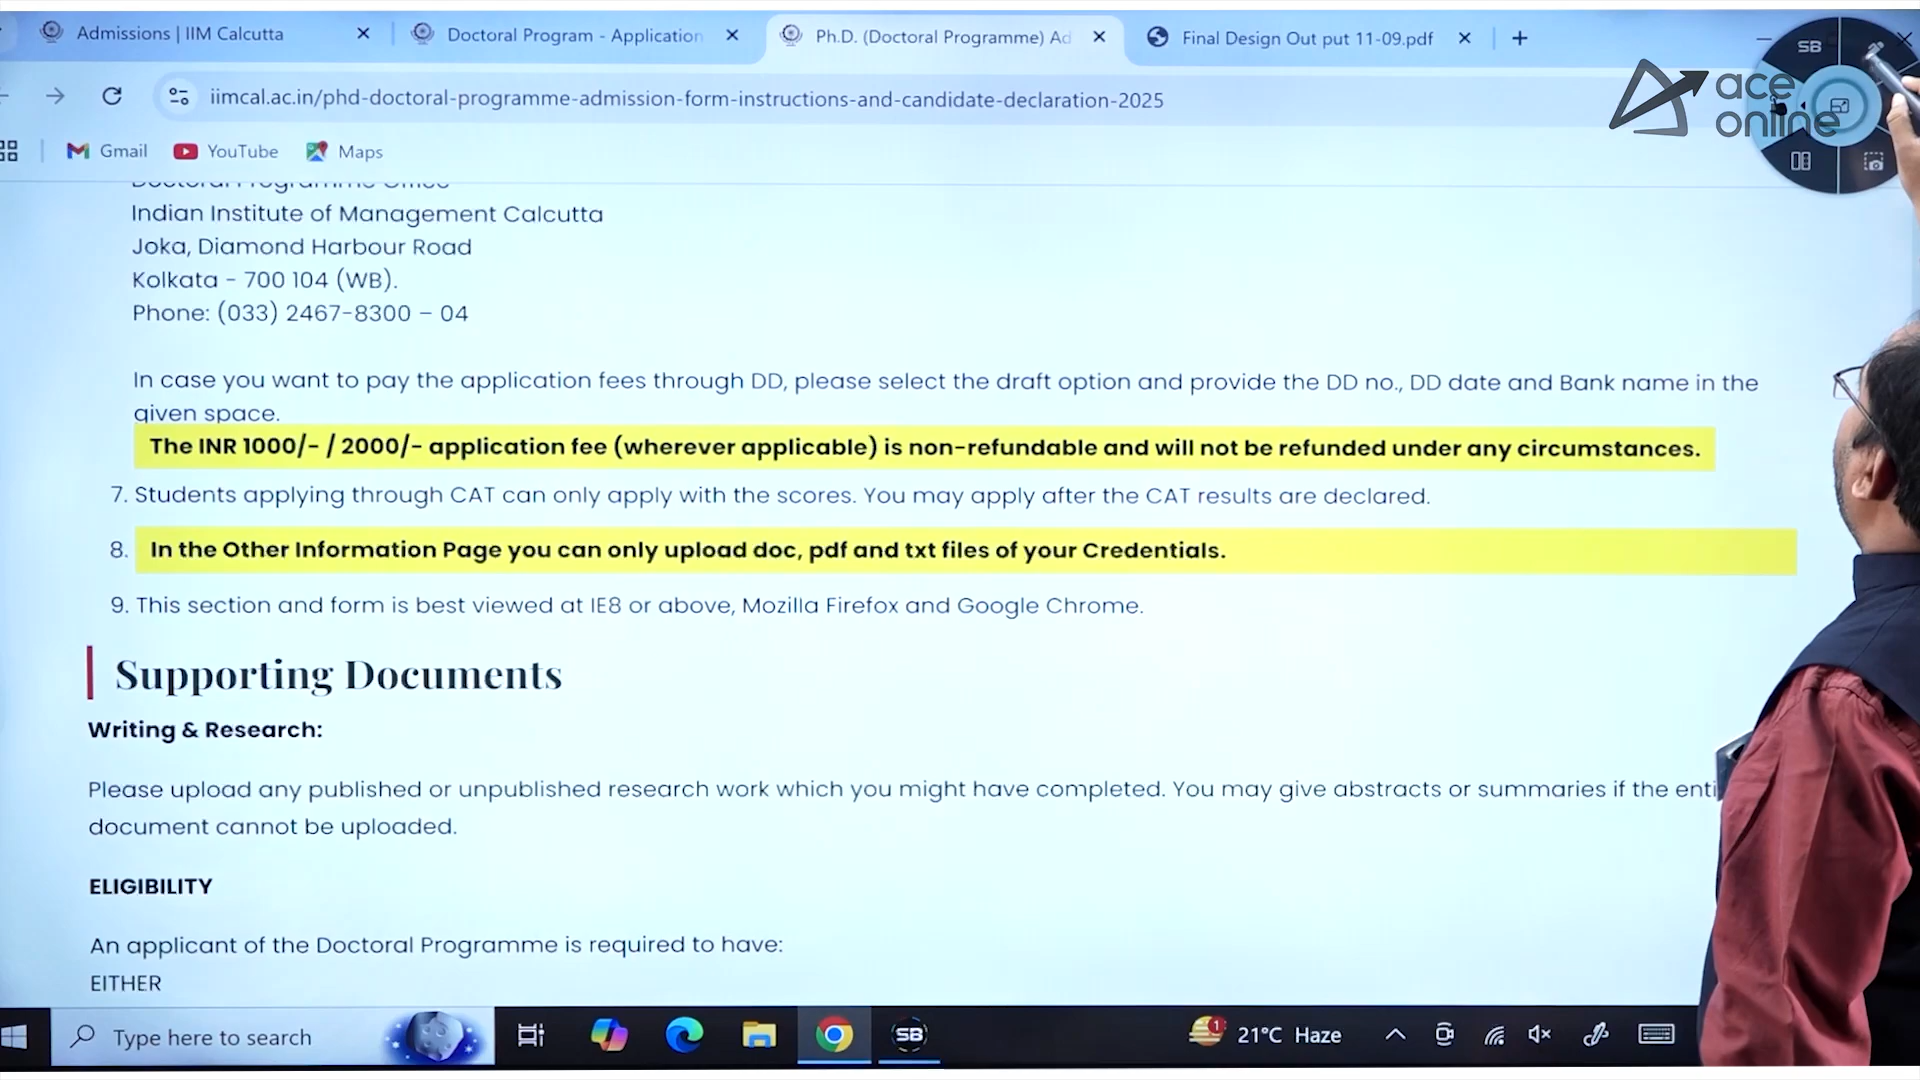 Admissions | IIM Calcutta
Doctoral Program - Application
Ph.D. (Doctoral Programme) Ad
Final Design Out put 11-09.pdf
SB
iimcal.ac.in/phd-doctoral-programme-admission-form-instructions-and-candidate-declaration-2025
ace
online
Gmail
YouTube
Maps
Doctoral Programme Office
Indian Institute of Management Calcutta
Joka, Diamond Harbour Road
Kolkata - 700 104 (WB).
Phone: (033) 2467-8300 – 04
In case you want to pay the application fees through DD, please select the draft option and provide the DD no., DD date and Bank name in the
given space.
The INR 1000/- / 2000/- application fee (wherever applicable) is non-refundable and will not be refunded under any circumstances.
7. Students applying through CAT can only apply with the scores. You may apply after the CAT results are declared.
8. In the Other Information Page you can only upload doc, pdf and txt files of your Credentials.
9. This section and form is best viewed at IE8 or above, Mozilla Firefox and Google Chrome.
Supporting Documents
Writing & Research:
Please upload any published or unpublished research work which you might have completed. You may give abstracts or summaries if the enti
document cannot be uploaded.
ELIGIBILITY
An applicant of the Doctoral Programme is required to have:
EITHER
Type here to search
SB
1
21°C Haze